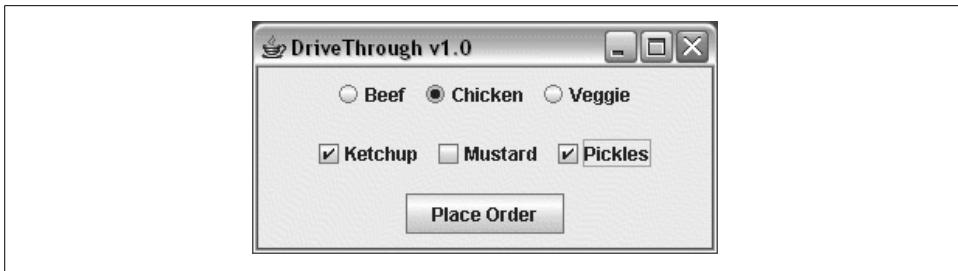 DriveThrough v1.0
Beef Chicken Veggie
Ketchup Mustard Pickles
Place Order